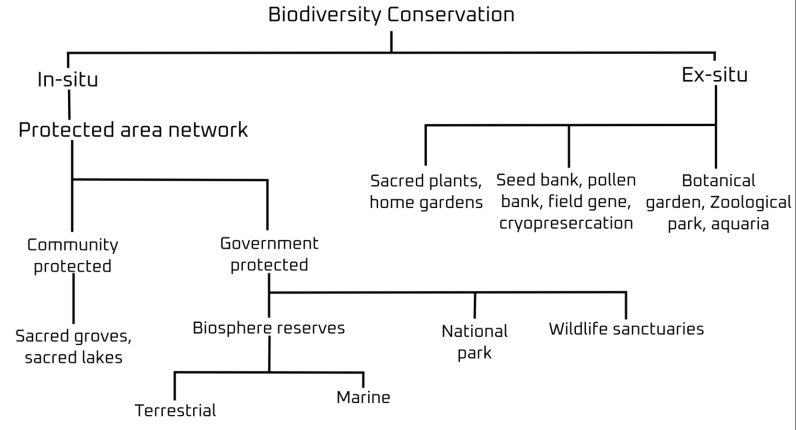 Biodiversity Conservation
In-situ
Ex-situ
Protected area network
Sacred plants,
home gardens
Seed bank, pollen
bank, field gene,
cryopresercation
Botanical
garden, Zoological
park, aquaria
Community
protected
Government
protected
Sacred groves,
sacred lakes
Biosphere reserves
National
park
Wildlife sanctuaries
Terrestrial
Marine